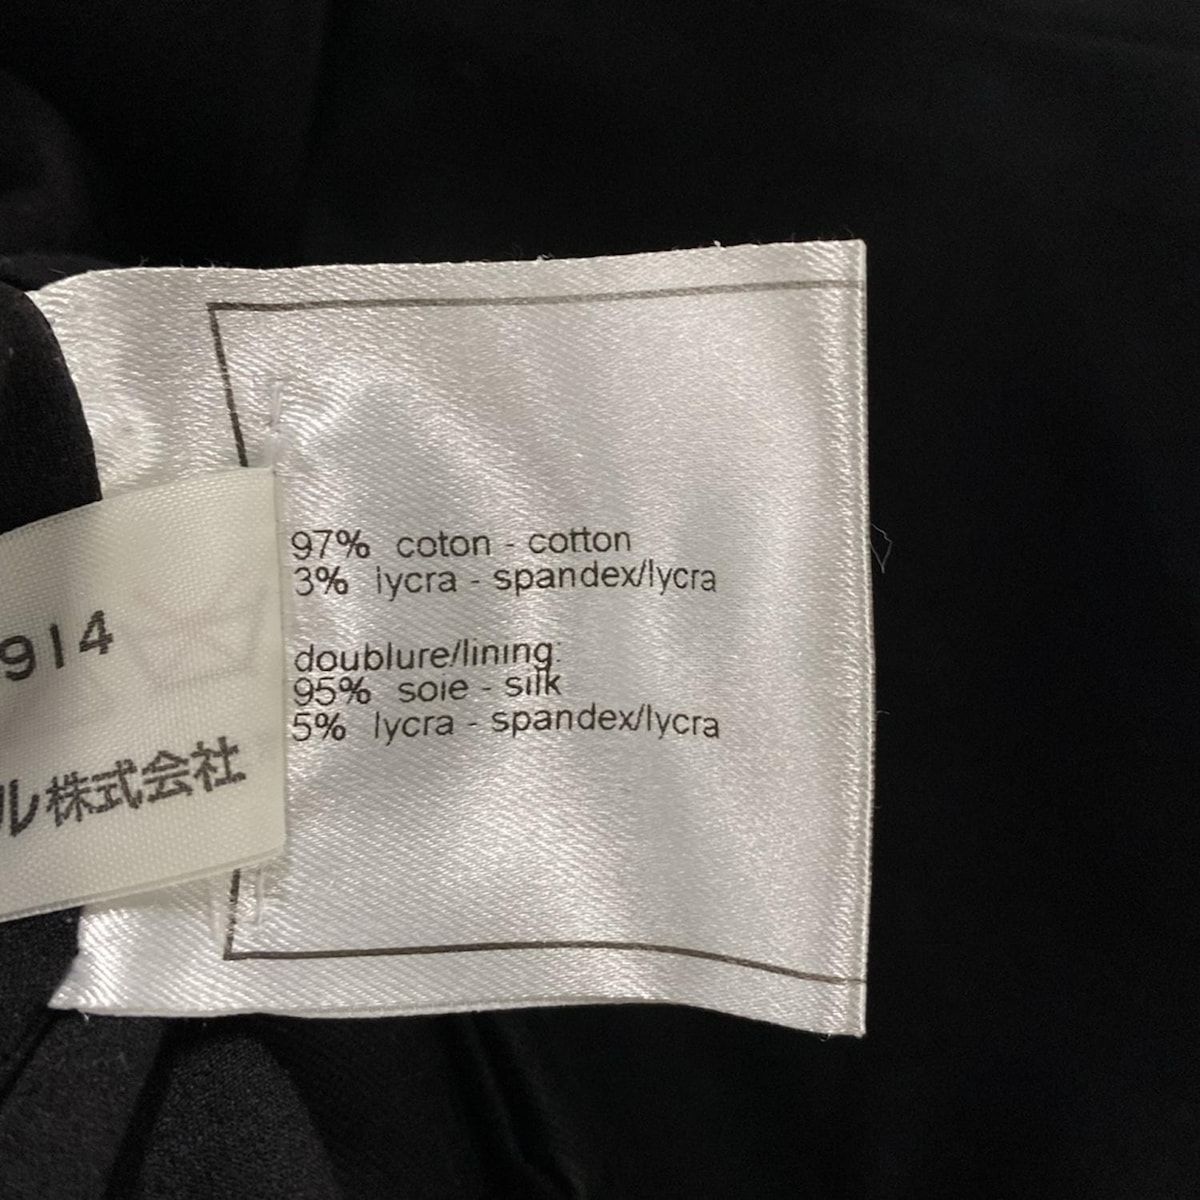 97% coton - cotton
3% lycra - spandex/lycra
doublure/lining:
95% soie - silk
5% lycra - spandex/lycra
914
ル株式会社